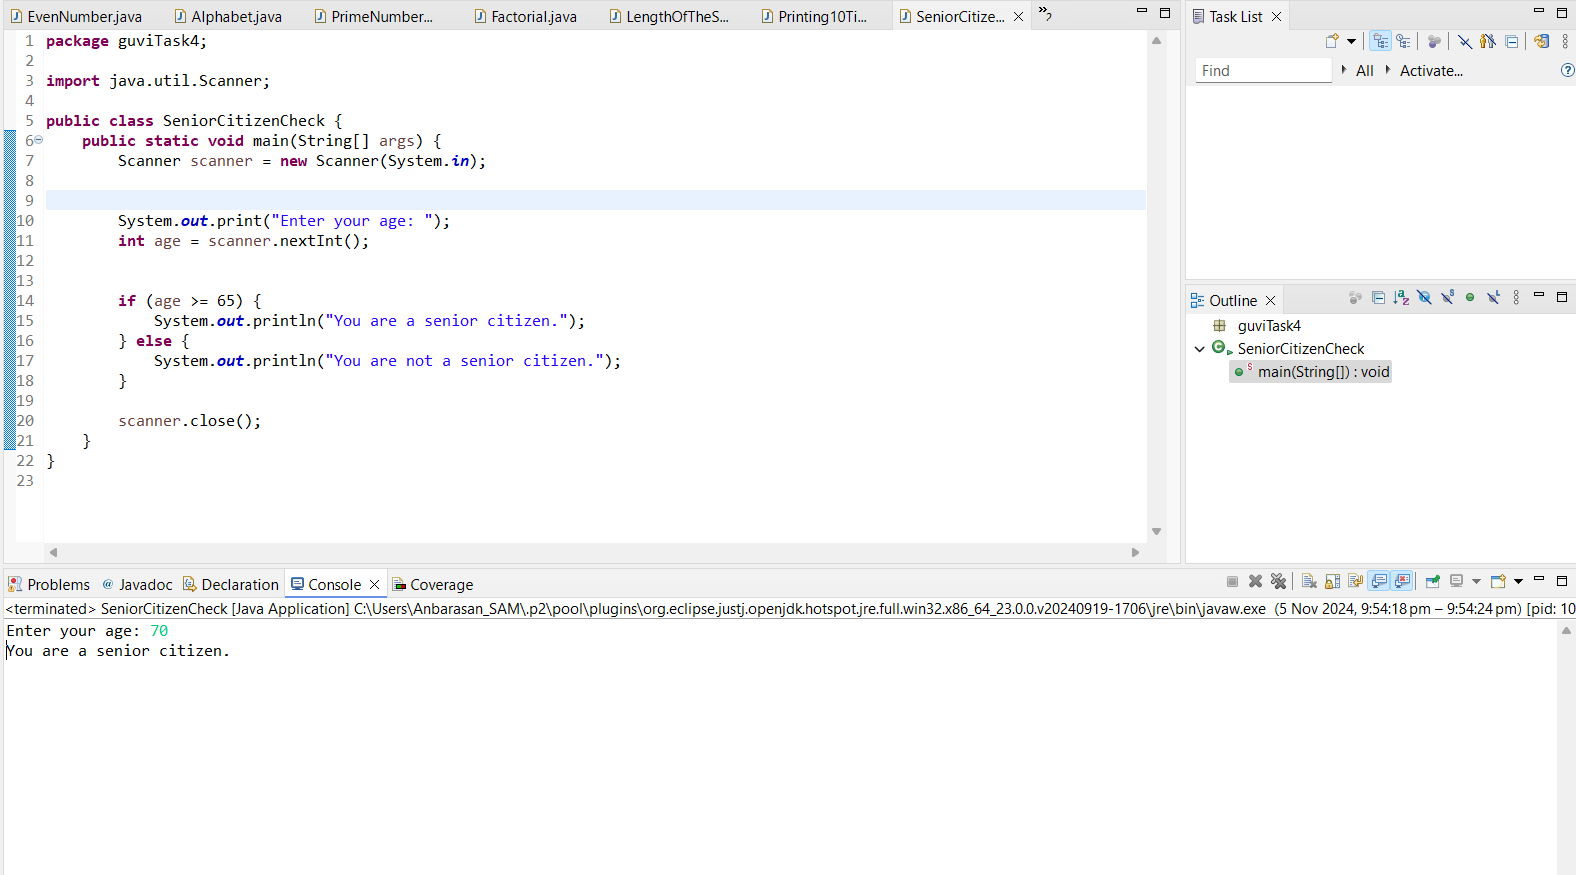 EvenNumber.java Alphabet.java PrimeNumber... Factorial.java LengthOfTheS... Printing10Ti... SeniorCitize... »2
1 package guviTask4;
2
3 import java.util.Scanner;
4
5 public class SeniorCitizenCheck {
6 public static void main(String[] args) {
7 Scanner scanner = new Scanner(System.in);
8
9
10 System.out.print("Enter your age: ");
11 int age = scanner.nextInt();
12
13
14 if (age >= 65) {
15 System.out.println("You are a senior citizen.");
16 } else {
17 System.out.println("You are not a senior citizen.");
18 }
19
20 scanner.close();
21 }
22 }
23
Task List
Find All Activate...
Outline
guviTask4
SeniorCitizenCheck
main(String[]) : void
Problems Javadoc Declaration Console Coverage
<terminated> SeniorCitizenCheck [Java Application] C:\Users\Anbarasan_SAM\.p2\pool\plugins\org.eclipse.justj.openjdk.hotspot.jre.full.win32.x86_64_23.0.0.v20240919-1706\jre\bin\javaw.exe (5 Nov 2024, 9:54:18 pm – 9:54:24 pm) [pid: 10
Enter your age: 70
You are a senior citizen.